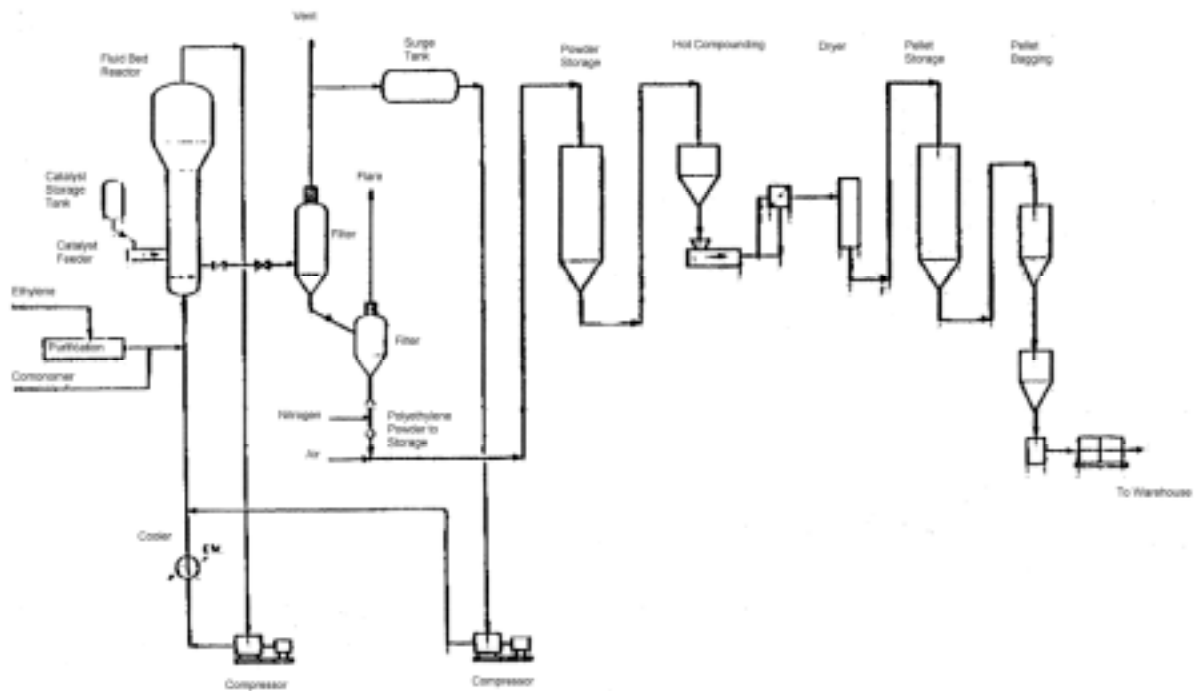 Vent
Fluid Bed
Reactor
Surge
Tank
Powder
Storage
Hot Compounding
Dryer
Pellet
Storage
Pellet
Bagging
Catalyst
Storage
Tank
Flare
Filter
Catalyst
Feeder
Ethylene
Purification
Filter
Comonomer
Nitrogen
Polyethylene
Powder to
Storage
Air
To Warehouse
Cooler
Compressor
Compressor